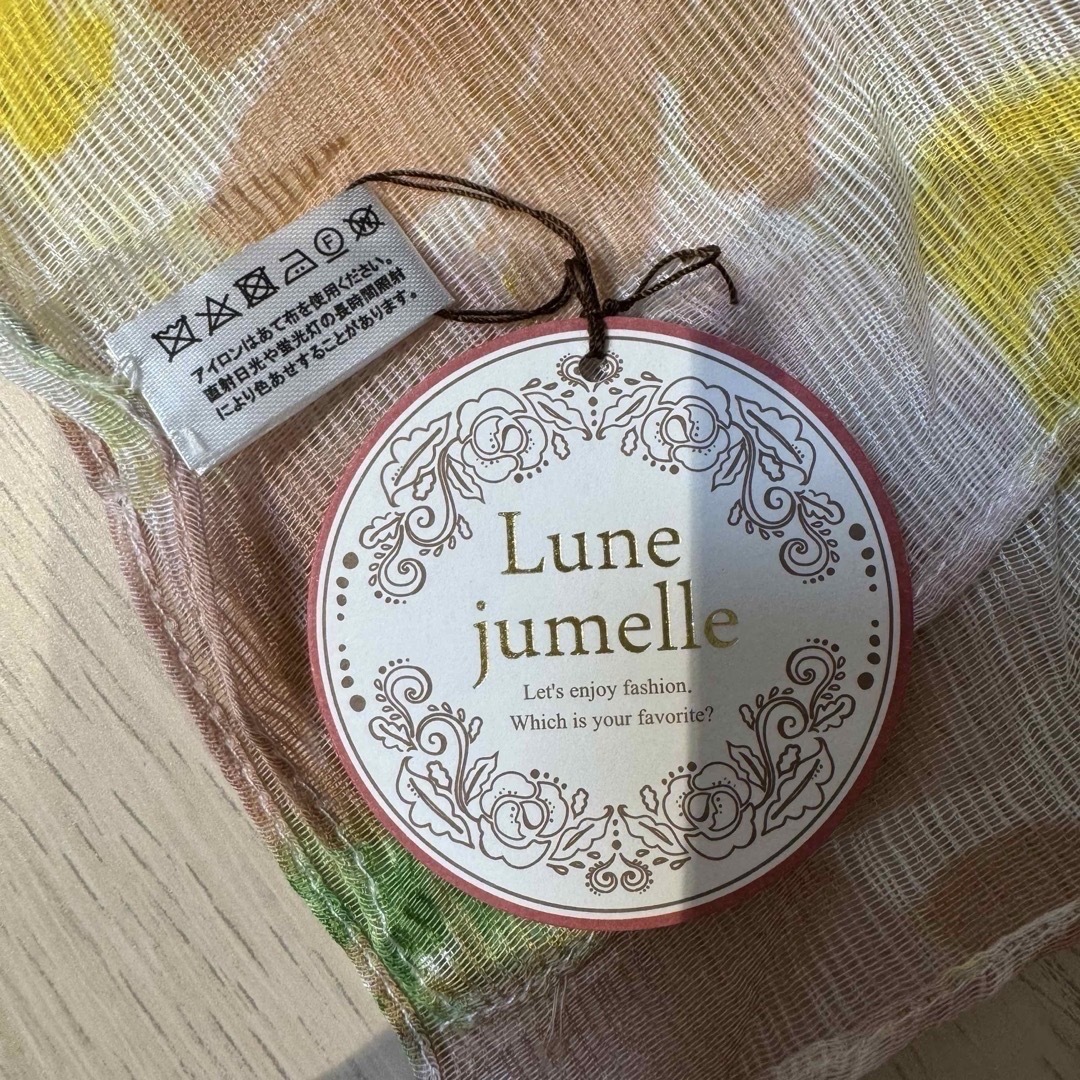 F
W
アイロンはあて布を使用ください。
直射日光や蛍光灯の長時間照射
により色あせすることがあります。
Lune
jumelle
Let's enjoy fashion.
Which is your favorite?